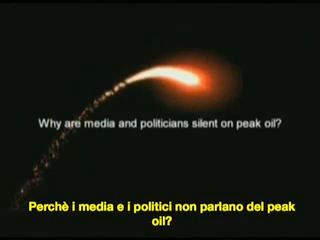 Why are media and politicians silent on peak oil?
Perchè i media e i politici non parlano del peak
oil?